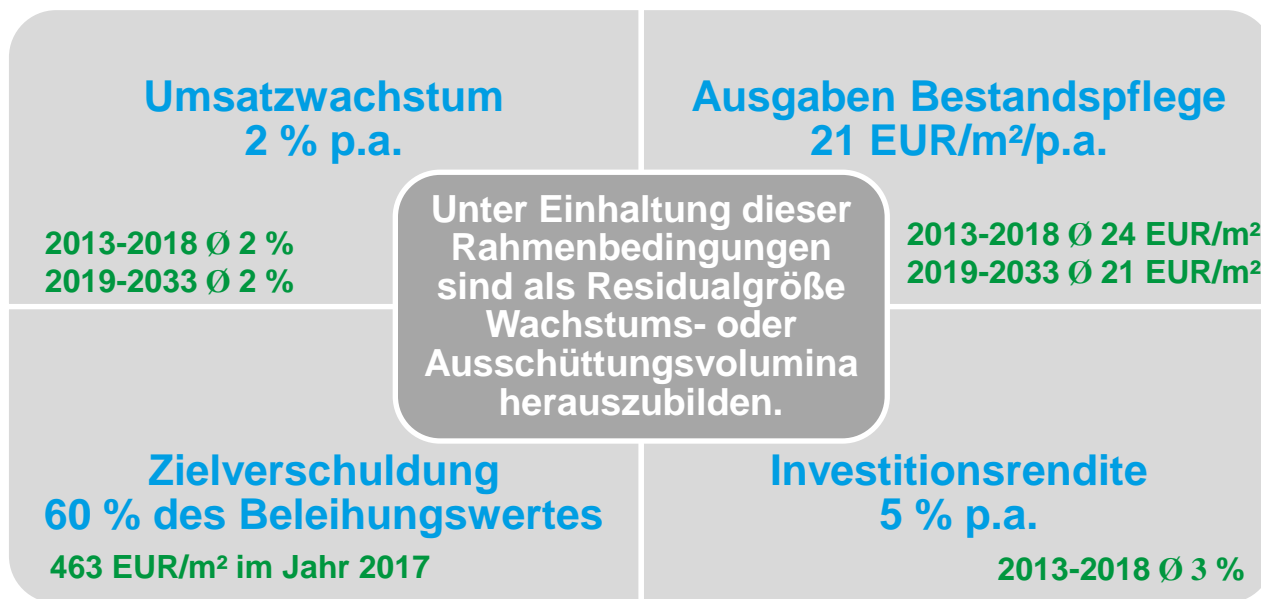 Umsatzwachstum
2 % p.a.
2013-2018 Ø 2 %
2019-2033 Ø 2 %
Ausgaben Bestandspflege
21 EUR/m²/p.a.
2013-2018 Ø 24 EUR/m²
2019-2033 Ø 21 EUR/m²
Unter Einhaltung dieser
Rahmenbedingungen
sind als Residualgröße
Wachstums- oder
Ausschüttungsvolumina
herauszubilden.
Zielverschuldung
60 % des Beleihungswertes
463 EUR/m² im Jahr 2017
Investitionsrendite
5 % p.a.
2013-2018 Ø 3 %